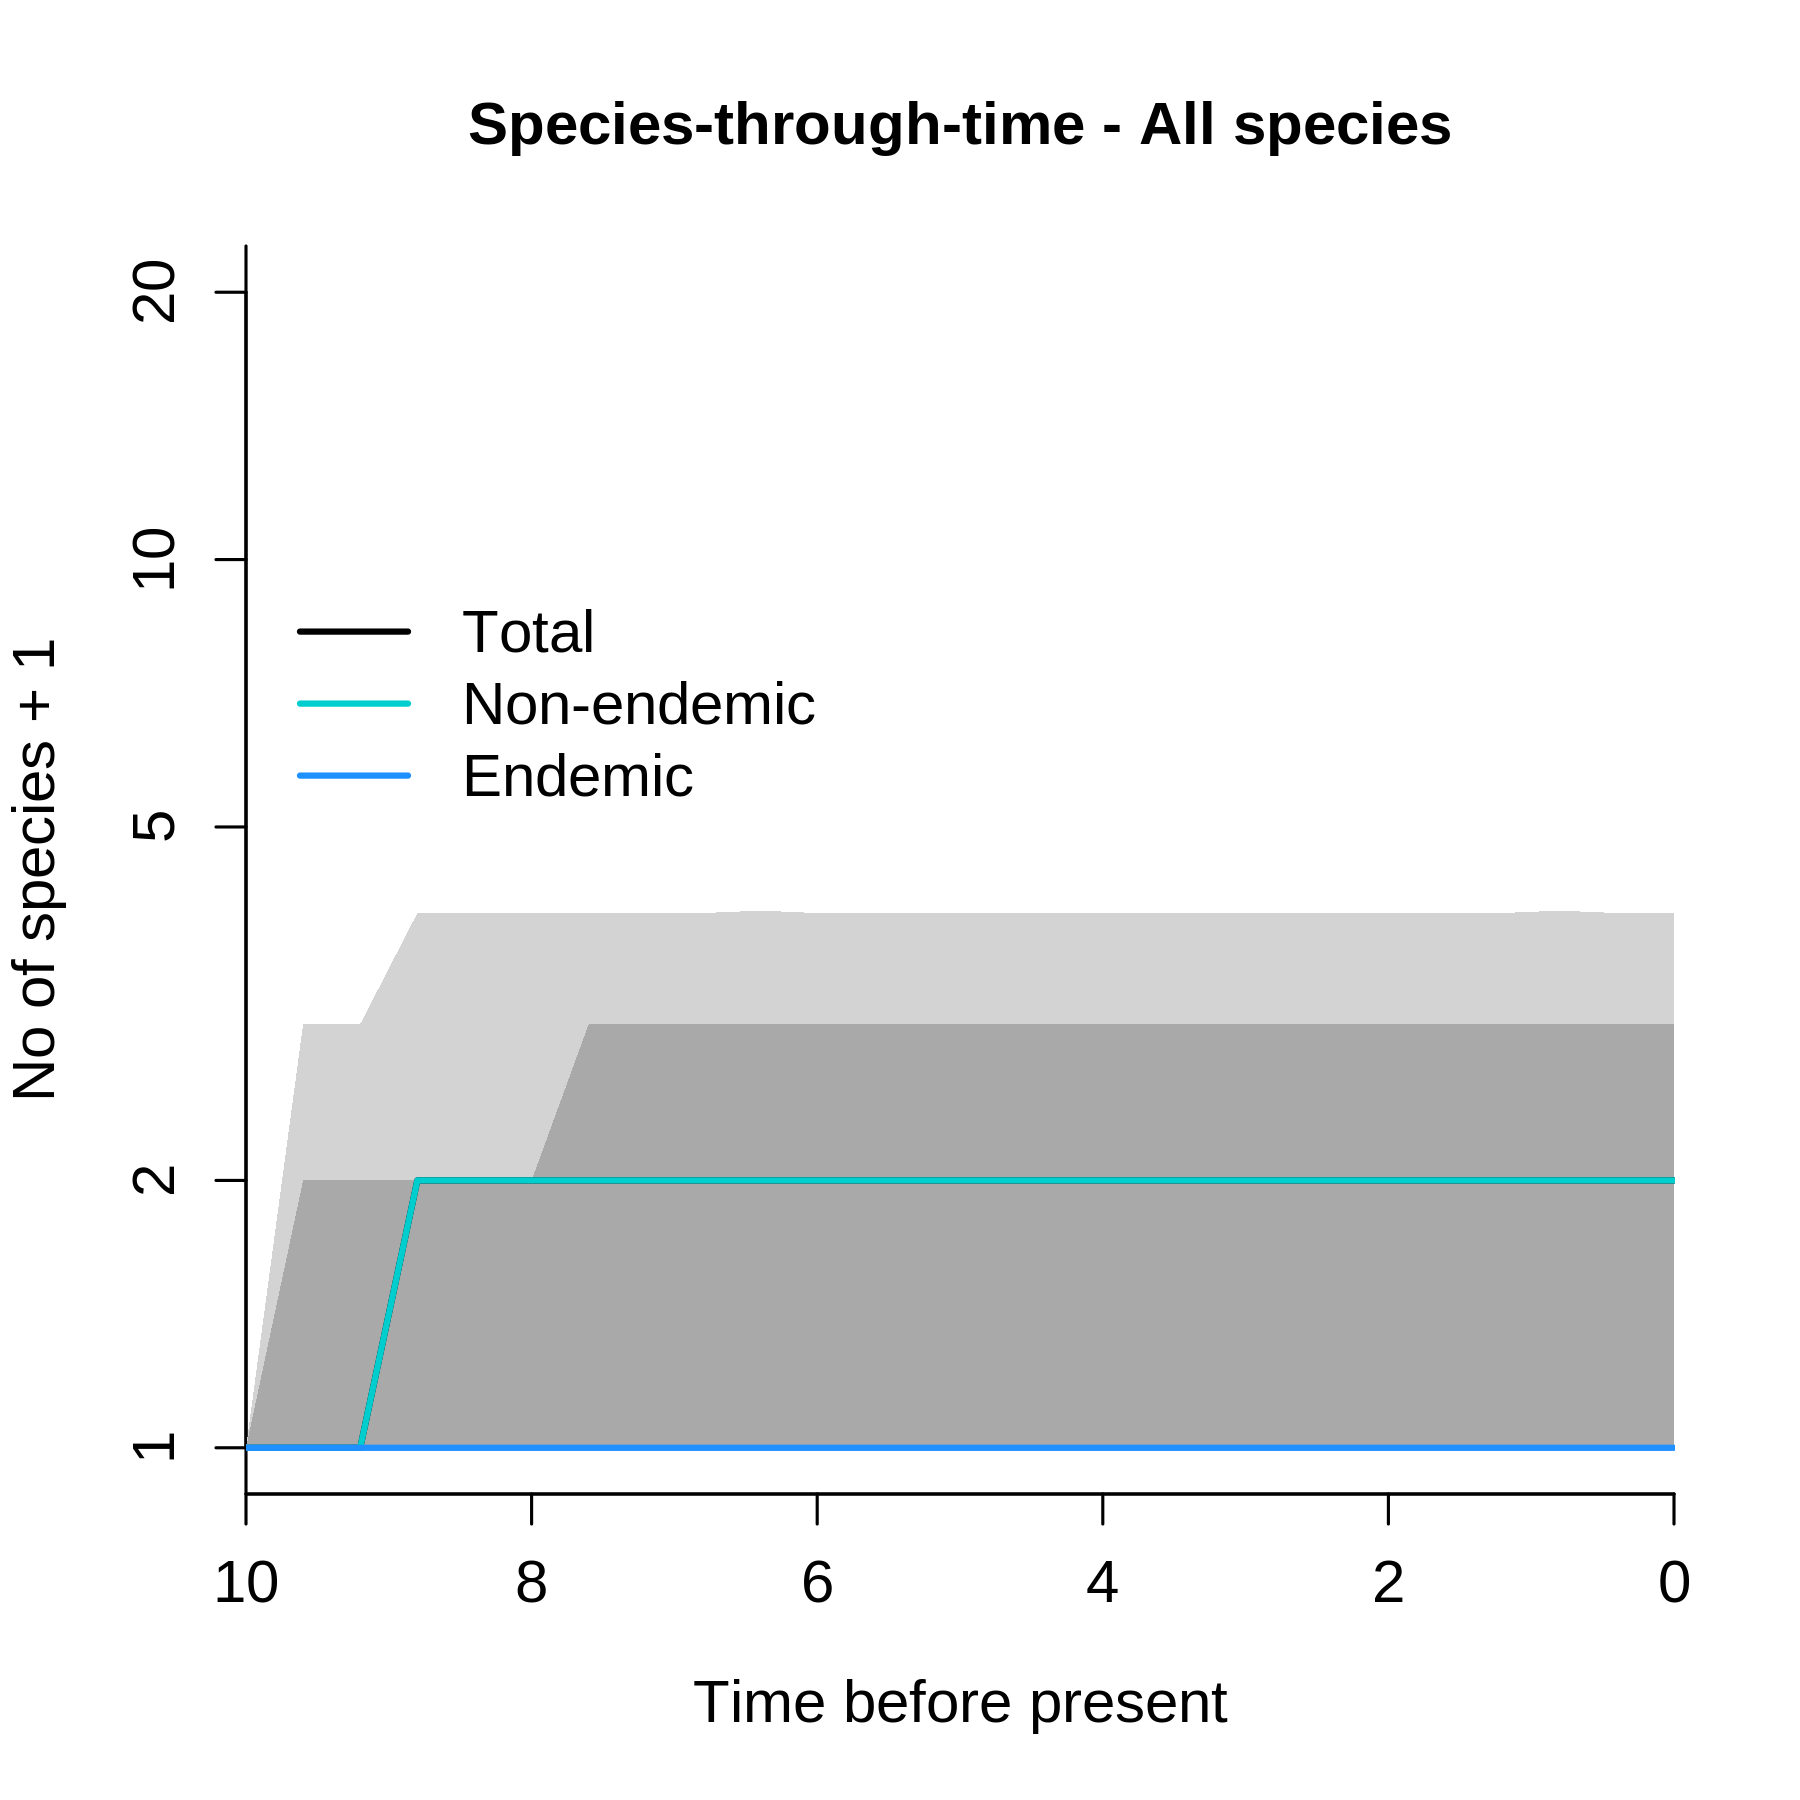 Species-through-time - All species
No of species + 1
20
10
5
2
1
Total
Non-endemic
Endemic
10 8 6 4 2 0
Time before present